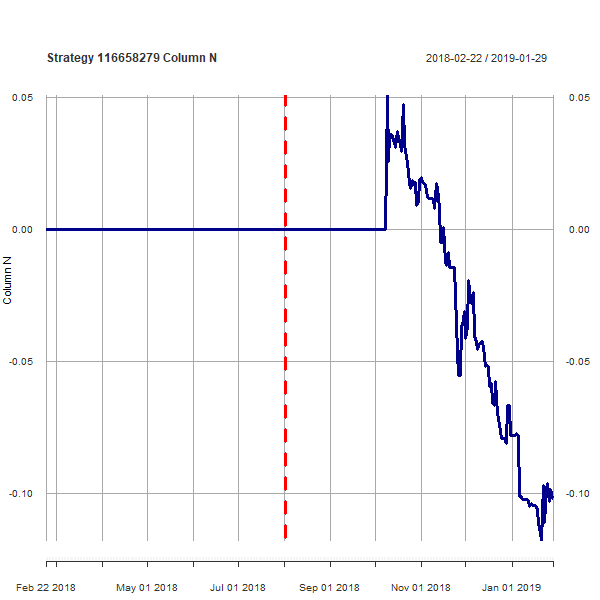 Strategy 116658279 Column N 2018-02-22 / 2019-01-29
0.05 0.05
0.00 0.00
Column N
-0.05 -0.05
-0.10 -0.10
Feb 22 2018 May 01 2018 Jul 01 2018 Sep 01 2018 Nov 01 2018 Jan 01 2019